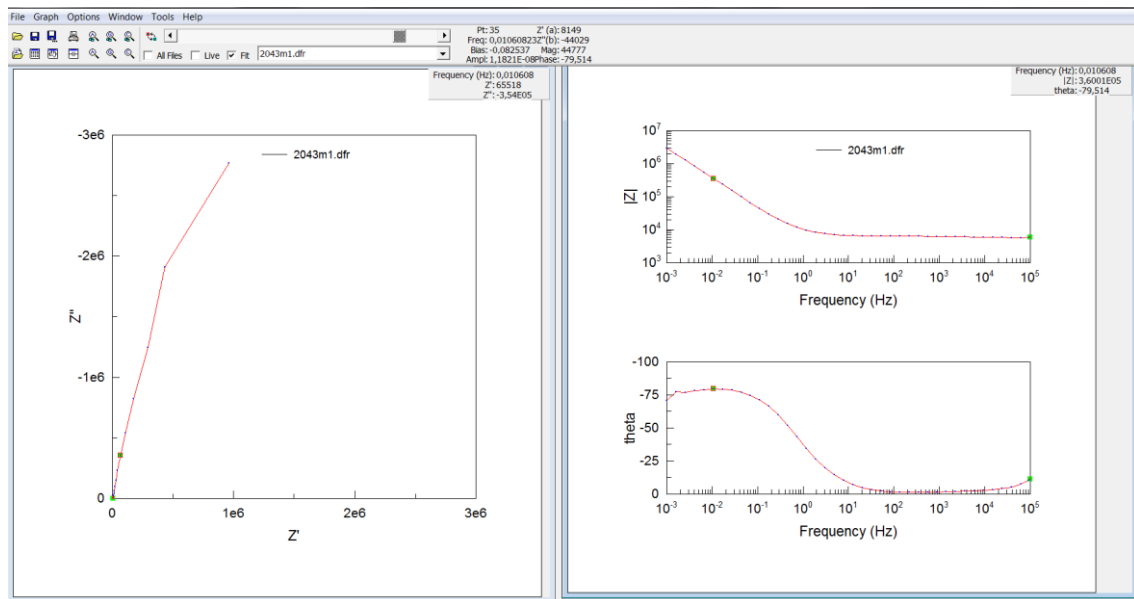 File Graph Options Window Tools Help
Pt: 35 Z' (a): 8149
Freq: 0,01060823Z"(b): -44029
Bias: -0,082537 Mag: 44777
Ampl: 1,1821E-08Phase: -79,514
All Files Live Fit 2043m1.dfr
Frequency (Hz): 0,010608
Z': 65518
Z": -3,54E05
-3e6
-2e6
-1e6
0
Z''
2043m1.dfr
0 1e6 2e6 3e6
Z'
Frequency (Hz): 0,010608
|Z|: 3,6001E05
theta: -79,514
10^7
10^6
10^5
10^4
10^3
|Z|
2043m1.dfr
10^-3 10^-2 10^-1 10^0 10^1 10^2 10^3 10^4 10^5
Frequency (Hz)
-100
-75
-50
-25
0
theta
10^-3 10^-2 10^-1 10^0 10^1 10^2 10^3 10^4 10^5
Frequency (Hz)